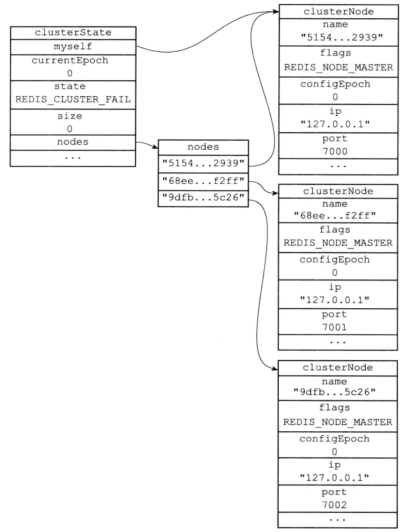 clusterState
myself
currentEpoch
0
state
REDIS_CLUSTER_FAIL
size
0
nodes
...
nodes
"5154...2939"
"68ee...f2ff"
"9dfb...5c26"
clusterNode
name
"5154...2939"
flags
REDIS_NODE_MASTER
configEpoch
0
ip
"127.0.0.1"
port
7000
...
clusterNode
name
"68ee...f2ff"
flags
REDIS_NODE_MASTER
configEpoch
0
ip
"127.0.0.1"
port
7001
...
clusterNode
name
"9dfb...5c26"
flags
REDIS_NODE_MASTER
configEpoch
0
ip
"127.0.0.1"
port
7002
...